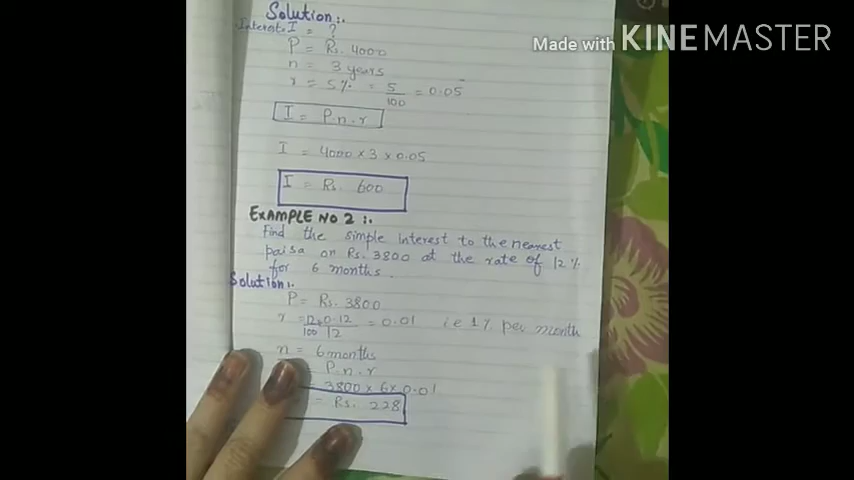 Solution:.
Interest I = ?
P = Rs. 4000
n = 3 years
r = 5% = 5/100 = 0.05
I = P.n.r
I = 4000 x 3 x 0.05
I = Rs. 600
EXAMPLE NO 2 :.
Find the simple interest to the nearest
paisa on Rs. 3800 at the rate of 12%
for 6 months.
Solution:.
P = Rs. 3800
= 0.01 i.e 1% per month
n = 6 months
P.n.r
= 3800 x 6 x 0.01
= Rs. 228
Made with KINEMASTER